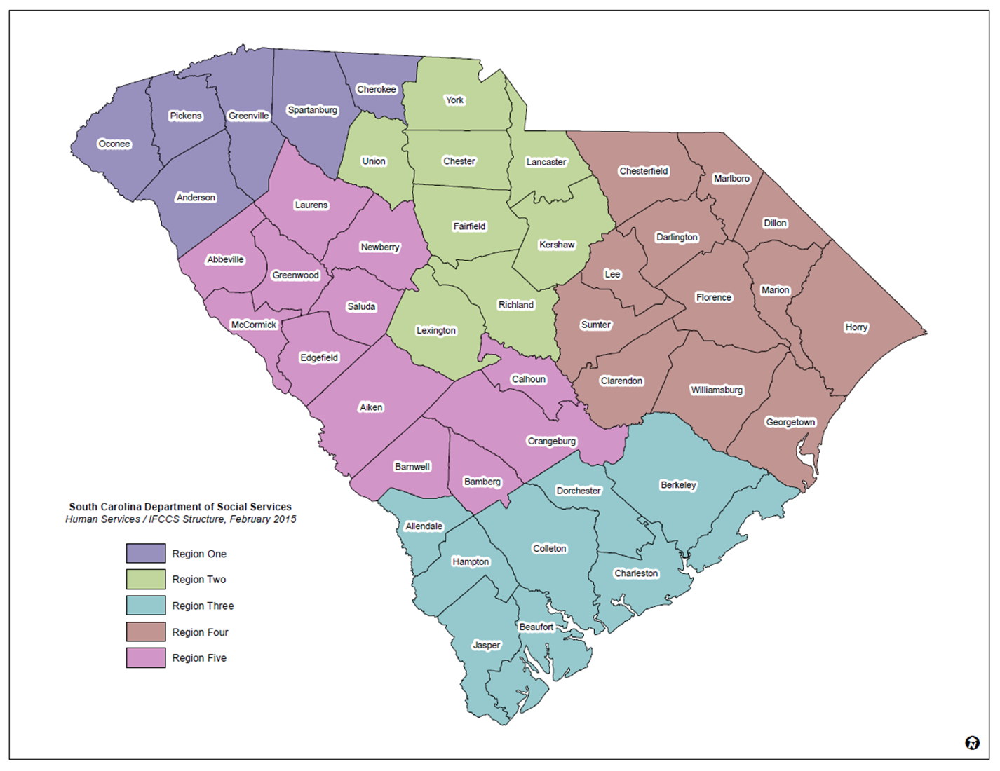 Cherokee
York
Pickens
Greenville
Spartanburg
Oconee
Union
Chester
Lancaster
Chesterfield
Marlboro
Anderson
Laurens
Fairfield
Dillon
Darlington
Newberry
Kershaw
Abbeville
Greenwood
Lee
Marion
Florence
Saluda
Richland
McCormick
Lexington
Sumter
Horry
Edgefield
Calhoun
Clarendon
Williamsburg
Aiken
Georgetown
Orangeburg
Barnwell
Bamberg
Berkeley
Dorchester
South Carolina Department of Social Services
Human Services / IFCCS Structure, February 2015
Allendale
Colleton
Hampton
Charleston
Region One
Region Two
Region Three
Region Four
Region Five
Beaufort
Jasper
N